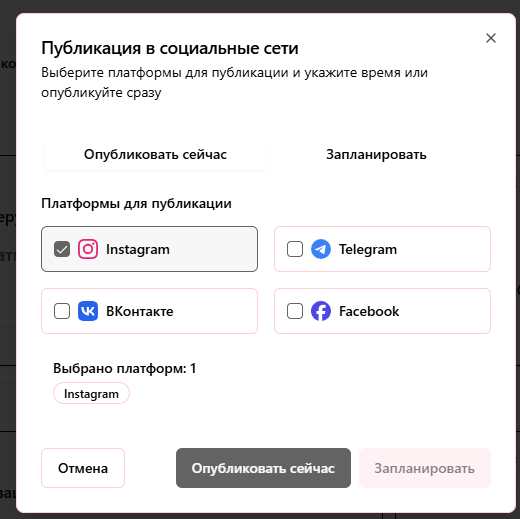 Публикация в социальные сети
Выберите платформы для публикации и укажите время или
опубликуйте сразу
Опубликовать сейчас
Запланировать
Платформы для публикации
Instagram
Telegram
ВКонтакте
Facebook
Выбрано платформ: 1
Instagram
Отмена
Опубликовать сейчас
Запланировать